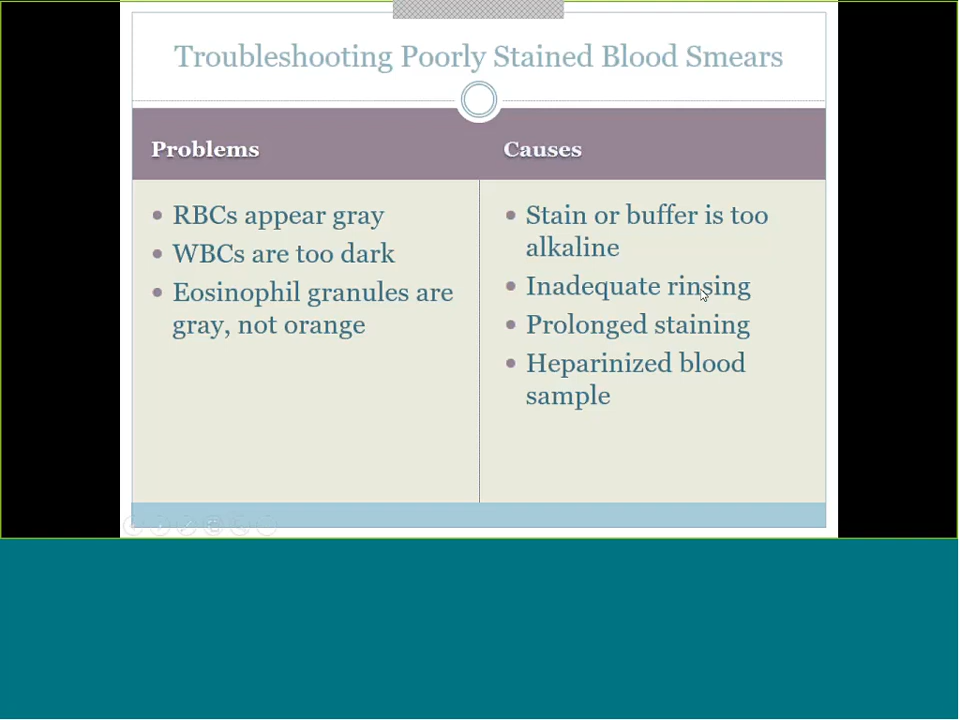 Troubleshooting Poorly Stained Blood Smears
Problems
Causes
• RBCs appear gray
• WBCs are too dark
• Eosinophil granules are
gray, not orange
• Stain or buffer is too
alkaline
• Inadequate rinsing
• Prolonged staining
• Heparinized blood
sample